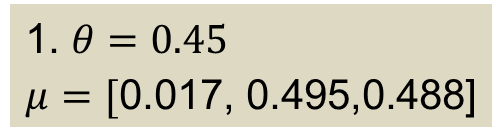 1. θ = 0.45
μ = [0.017, 0.495,0.488]